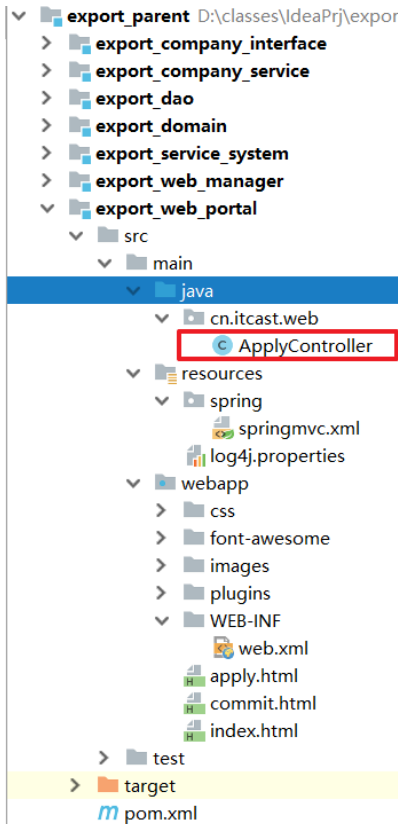 export_parent D:\classes\IdeaPrj\expor
export_company_interface
export_company_service
export_dao
export_domain
export_service_system
export_web_manager
export_web_portal
src
main
java
cn.itcast.web
C ApplyController
resources
spring
springmvc.xml
log4j.properties
webapp
css
font-awesome
images
plugins
WEB-INF
web.xml
H apply.html
H commit.html
H index.html
test
target
m pom.xml